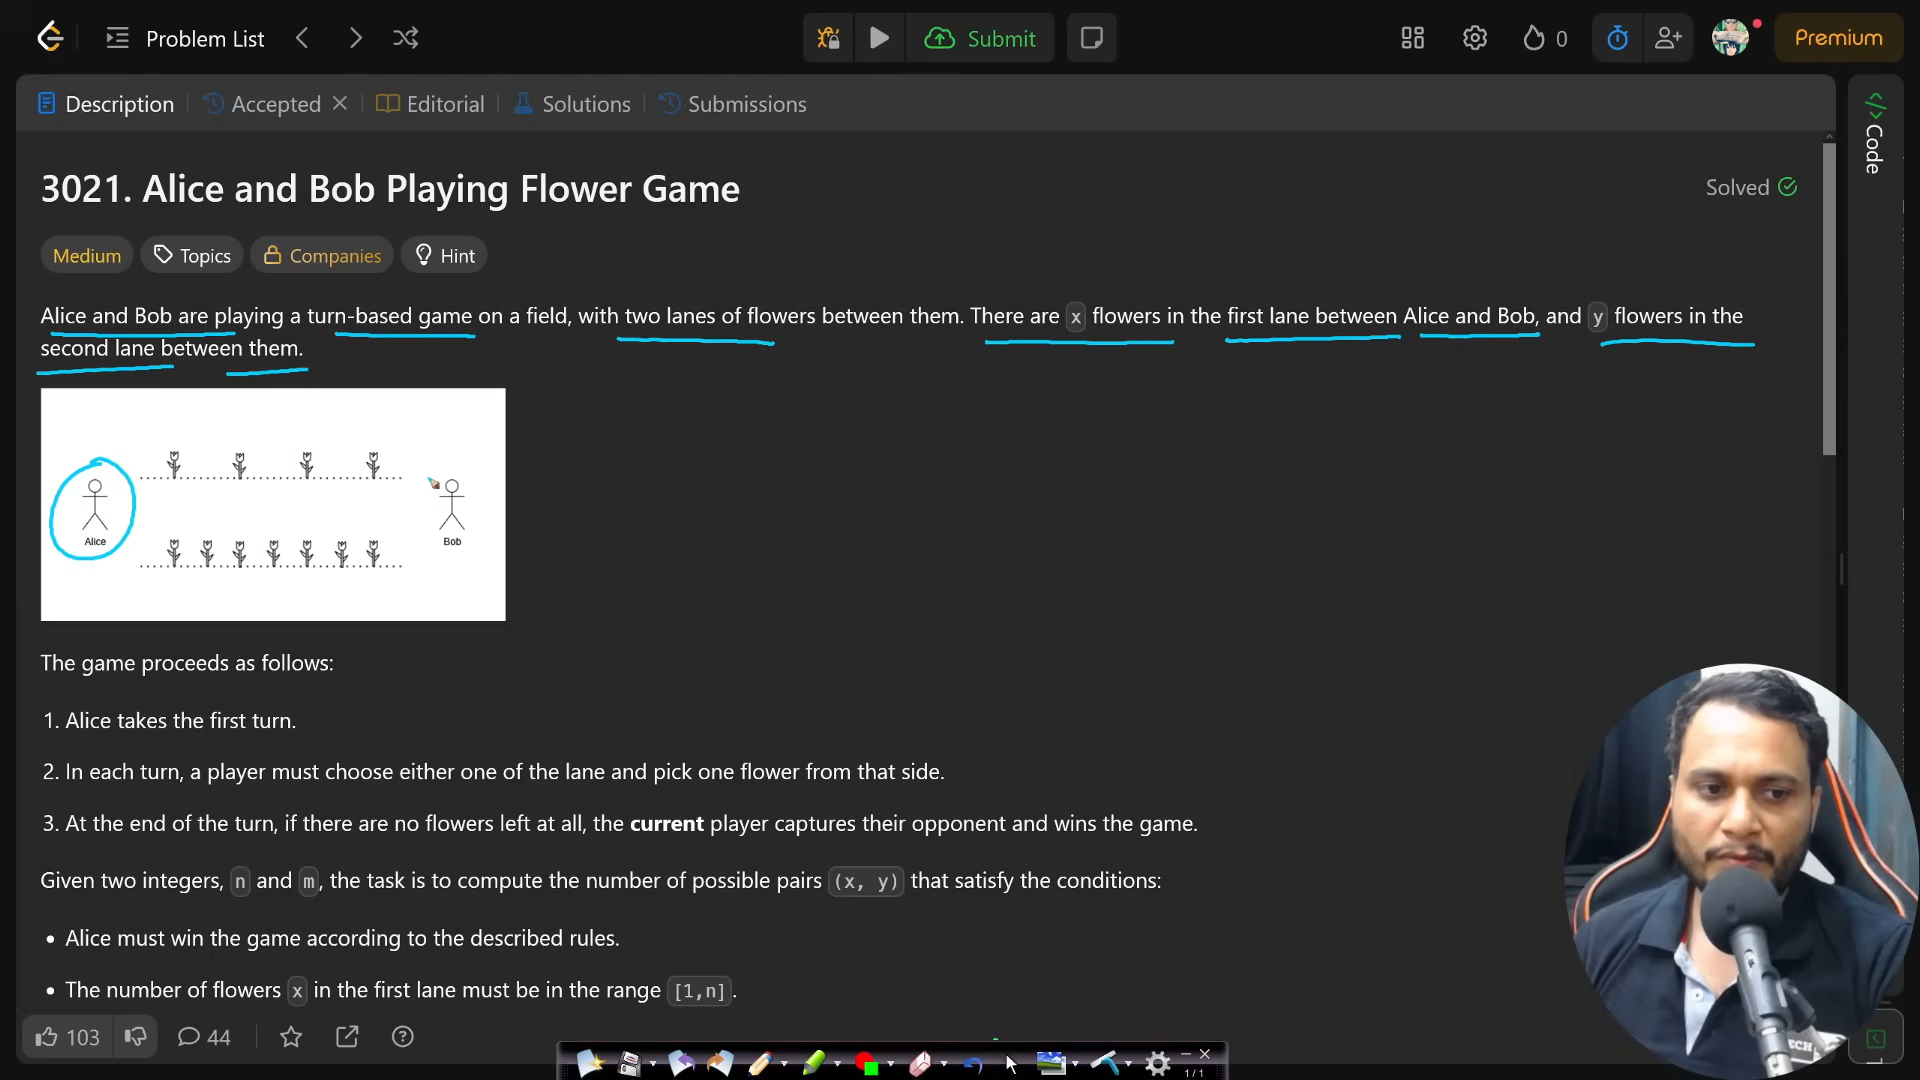 Problem List
Submit
0
Premium
Description
Accepted
Editorial
Solutions
Submissions
Code
3021. Alice and Bob Playing Flower Game
Solved
Medium
Topics
Companies
Hint
Alice and Bob are playing a turn-based game on a field, with two lanes of flowers between them. There are x flowers in the first lane between Alice and Bob, and y flowers in the
second lane between them.
Alice
Bob
The game proceeds as follows:
1. Alice takes the first turn.
2. In each turn, a player must choose either one of the lane and pick one flower from that side.
3. At the end of the turn, if there are no flowers left at all, the current player captures their opponent and wins the game.
Given two integers, n and m, the task is to compute the number of possible pairs (x, y) that satisfy the conditions:
• Alice must win the game according to the described rules.
• The number of flowers x in the first lane must be in the range [1,n].
103
44
1/1